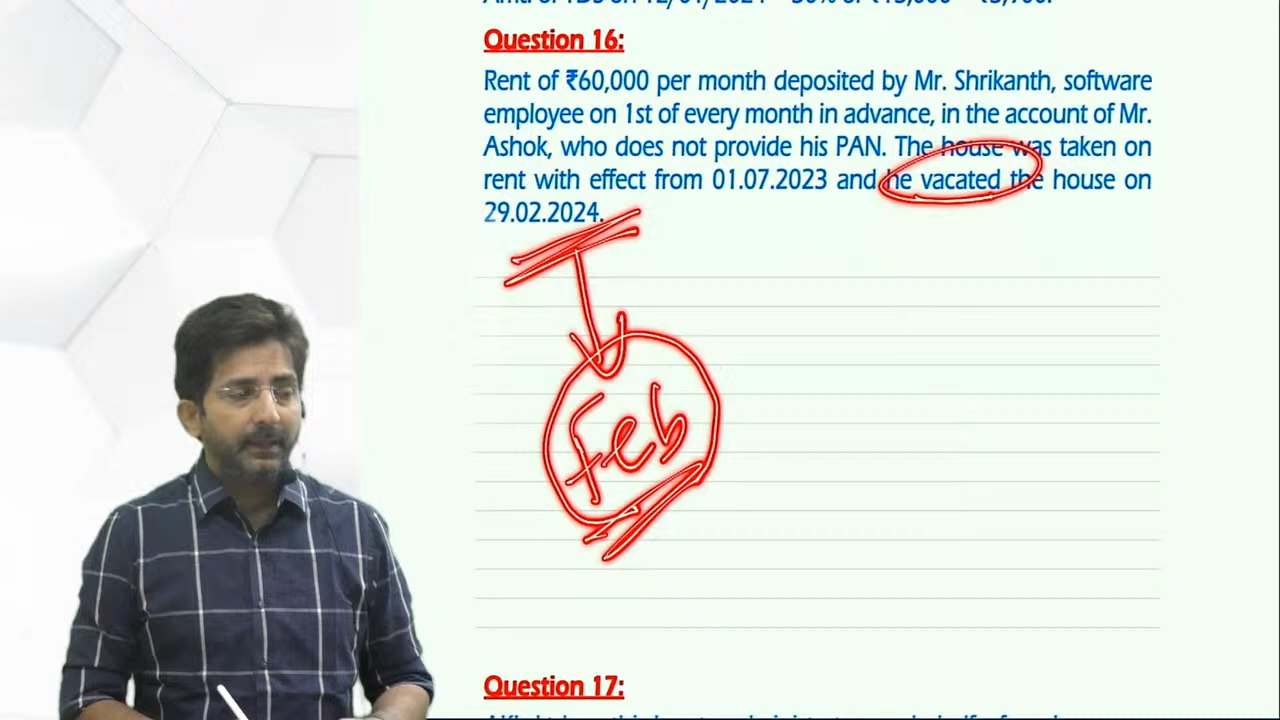 Question 16:
Rent of ₹60,000 per month deposited by Mr. Shrikanth, software
employee on 1st of every month in advance, in the account of Mr.
Ashok, who does not provide his PAN. The house was taken on
rent with effect from 01.07.2023 and he vacated the house on
29.02.2024.
Feb
Question 17: